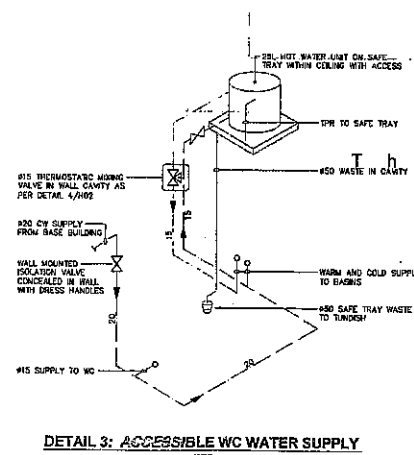 25L HOT WATER UNIT ON SAFE
TRAY WITHIN CEILING WITH ACCESS
TPR TO SAFE TRAY
T h
ø50 WASTE IN CAVITY
ø15 THERMOSTATIC MIXING
VALVE IN WALL CAVITY AS
PER DETAIL 4/H02
ø20 CW SUPPLY
FROM BASE BUILDING
15
15
WALL MOUNTED
ISOLATION VALVE
CONCEALED IN WALL
WITH DRESS HANDLES
WARM AND COLD SUPPL
TO BASINS
ø50 SAFE TRAY WASTE
TO TUNDISH
20
20
ø15 SUPPLY TO WC
DETAIL 3: ACCESSIBLE WC WATER SUPPLY